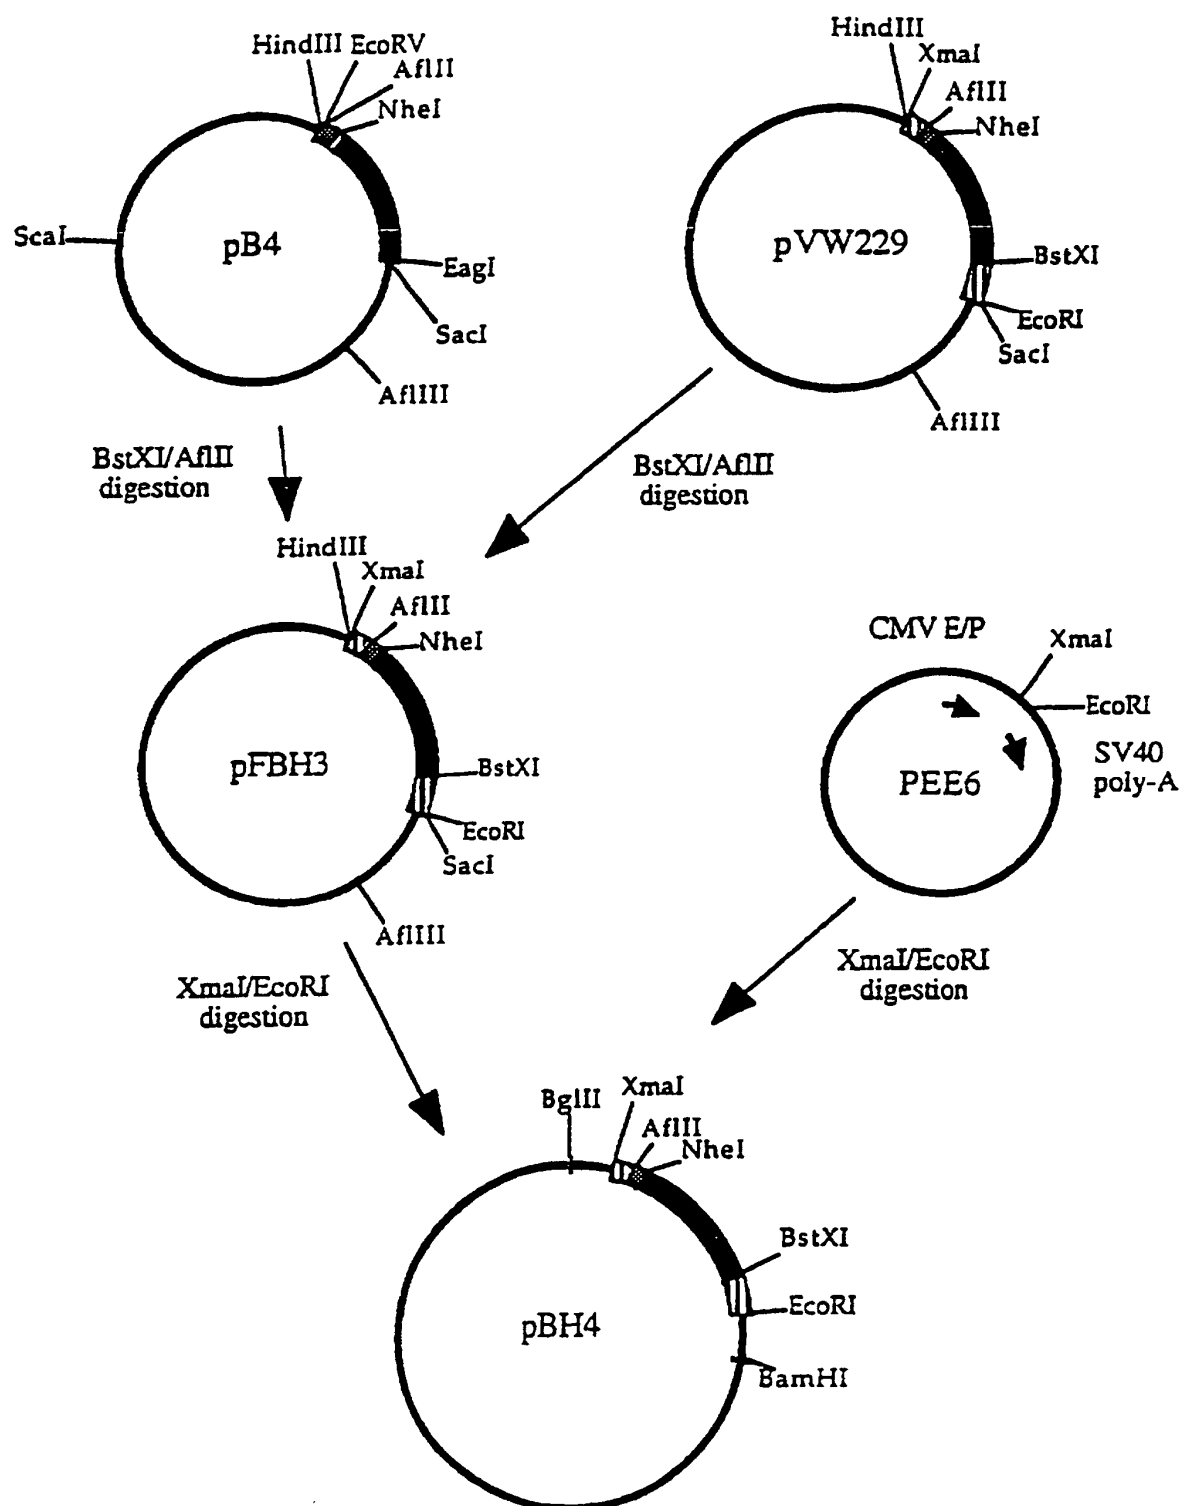 HindIII EcoRV
AflII
NheI
ScaI
pB4
EagI
SacI
AflIII
HindIII
XmaI
AflII
NheI
pVW229
BstXI
EcoRI
SacI
AflIII
BstXI/AflII
digestion
BstXI/AflII
digestion
HindIII
XmaI
AflII
NheI
pFBH3
BstXI
EcoRI
SacI
AflIII
CMV E/P
XmaI
EcoRI
SV40
poly-A
PEE6
XmaI/EcoRI
digestion
XmaI/EcoRI
digestion
BglII
XmaI
AflII
NheI
BstXI
EcoRI
pBH4
BamHI